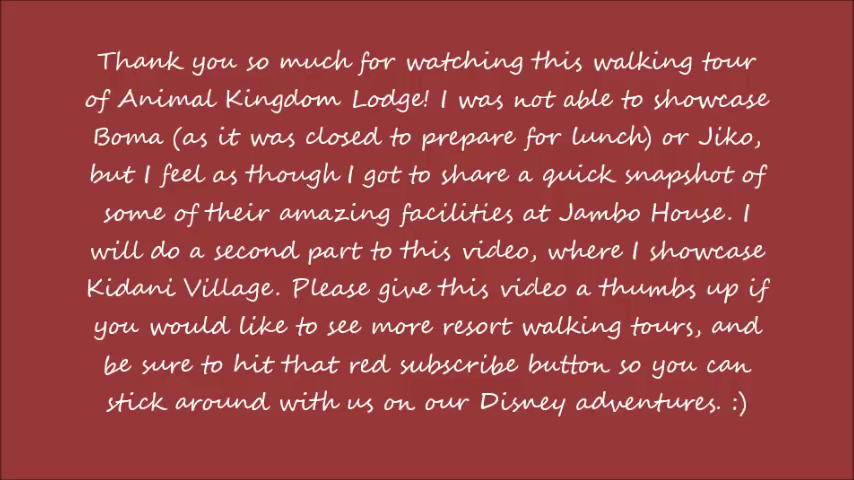 Thank you so much for watching this walking tour
of Animal Kingdom Lodge! I was not able to showcase
Boma (as it was closed to prepare for lunch) or Jiko,
but I feel as though I got to share a quick snapshot of
some of their amazing facilities at Jambo House. I
will do a second part to this video, where I showcase
Kidani Village. Please give this video a thumbs up if
you would like to see more resort walking tours, and
be sure to hit that red subscribe button so you can
stick around with us on our Disney adventures. :)